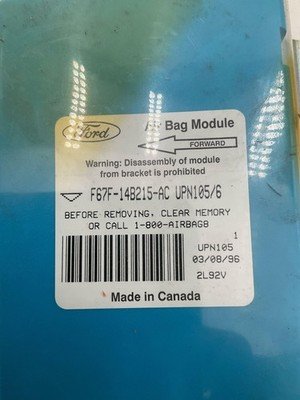 Ford
Air Bag Module
FORWARD
Warning: Disassembly of module
from bracket is prohibited
F67F-14B215-AC UPN105/6
BEFORE REMOVING, CLEAR MEMORY
OR CALL 1-800-AIRBAG8
1
UPN105
03/08/96
2L92V
Made in Canada